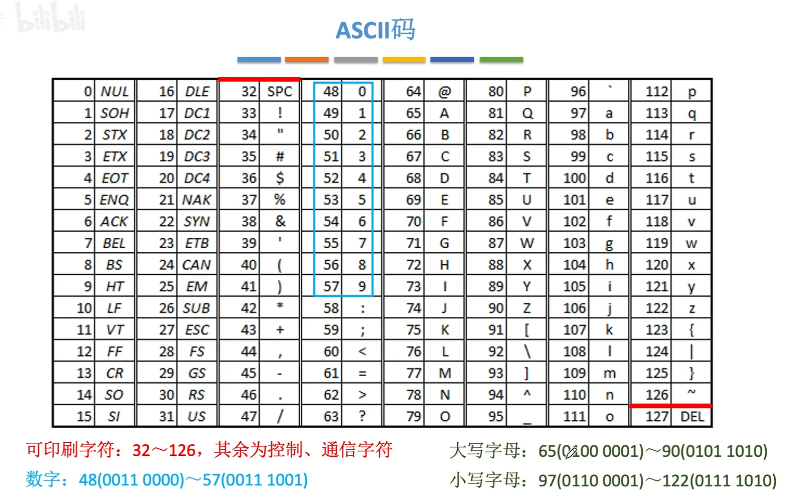 bilibili
ASCII码
0 NUL 16 DLE 32 SPC 48 0 64 @ 80 P 96 ` 112 p
1 SOH 17 DC1 33 ! 49 1 65 A 81 Q 97 a 113 q
2 STX 18 DC2 34 " 50 2 66 B 82 R 98 b 114 r
3 ETX 19 DC3 35 # 51 3 67 C 83 S 99 c 115 s
4 EOT 20 DC4 36 $ 52 4 68 D 84 T 100 d 116 t
5 ENQ 21 NAK 37 % 53 5 69 E 85 U 101 e 117 u
6 ACK 22 SYN 38 & 54 6 70 F 86 V 102 f 118 v
7 BEL 23 ETB 39 ' 55 7 71 G 87 W 103 g 119 w
8 BS 24 CAN 40 ( 56 8 72 H 88 X 104 h 120 x
9 HT 25 EM 41 ) 57 9 73 I 89 Y 105 i 121 y
10 LF 26 SUB 42 * 58 : 74 J 90 Z 106 j 122 z
11 VT 27 ESC 43 + 59 ; 75 K 91 [ 107 k 123 {
12 FF 28 FS 44 , 60 < 76 L 92 \ 108 l 124 |
13 CR 29 GS 45 - 61 = 77 M 93 ] 109 m 125 }
14 SO 30 RS 46 . 62 > 78 N 94 ^ 110 n 126 ~
15 SI 31 US 47 / 63 ? 79 O 95 _ 111 o 127 DEL
可印刷字符：32～126，其余为控制、通信字符
大写字母：65(0100 0001)～90(0101 1010)
数字：48(0011 0000)～57(0011 1001)
小写字母：97(0110 0001)～122(0111 1010)